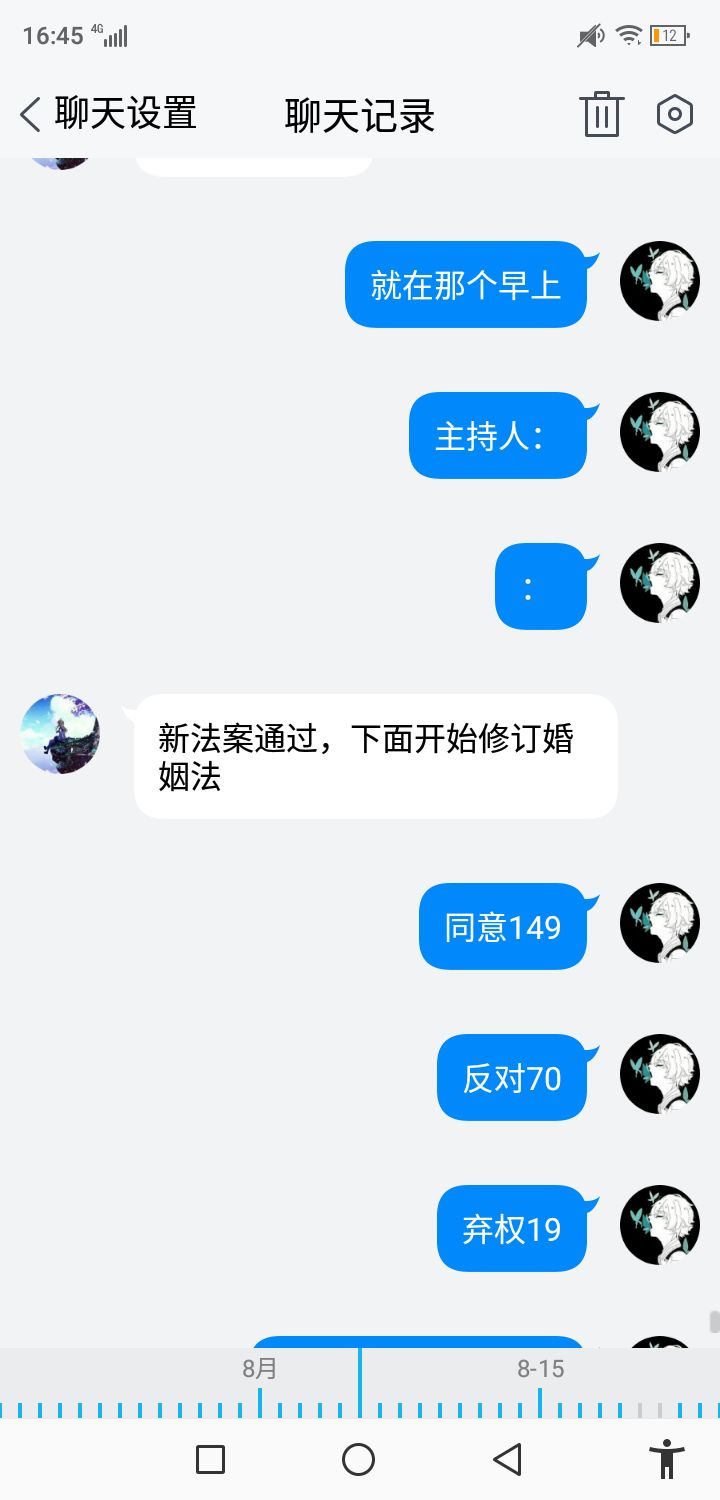 16:45 4G 12
聊天设置 聊天记录
就在那个早上
主持人：
：
新法案通过，下面开始修订婚
姻法
同意149
反对70
弃权19
8月 8-15